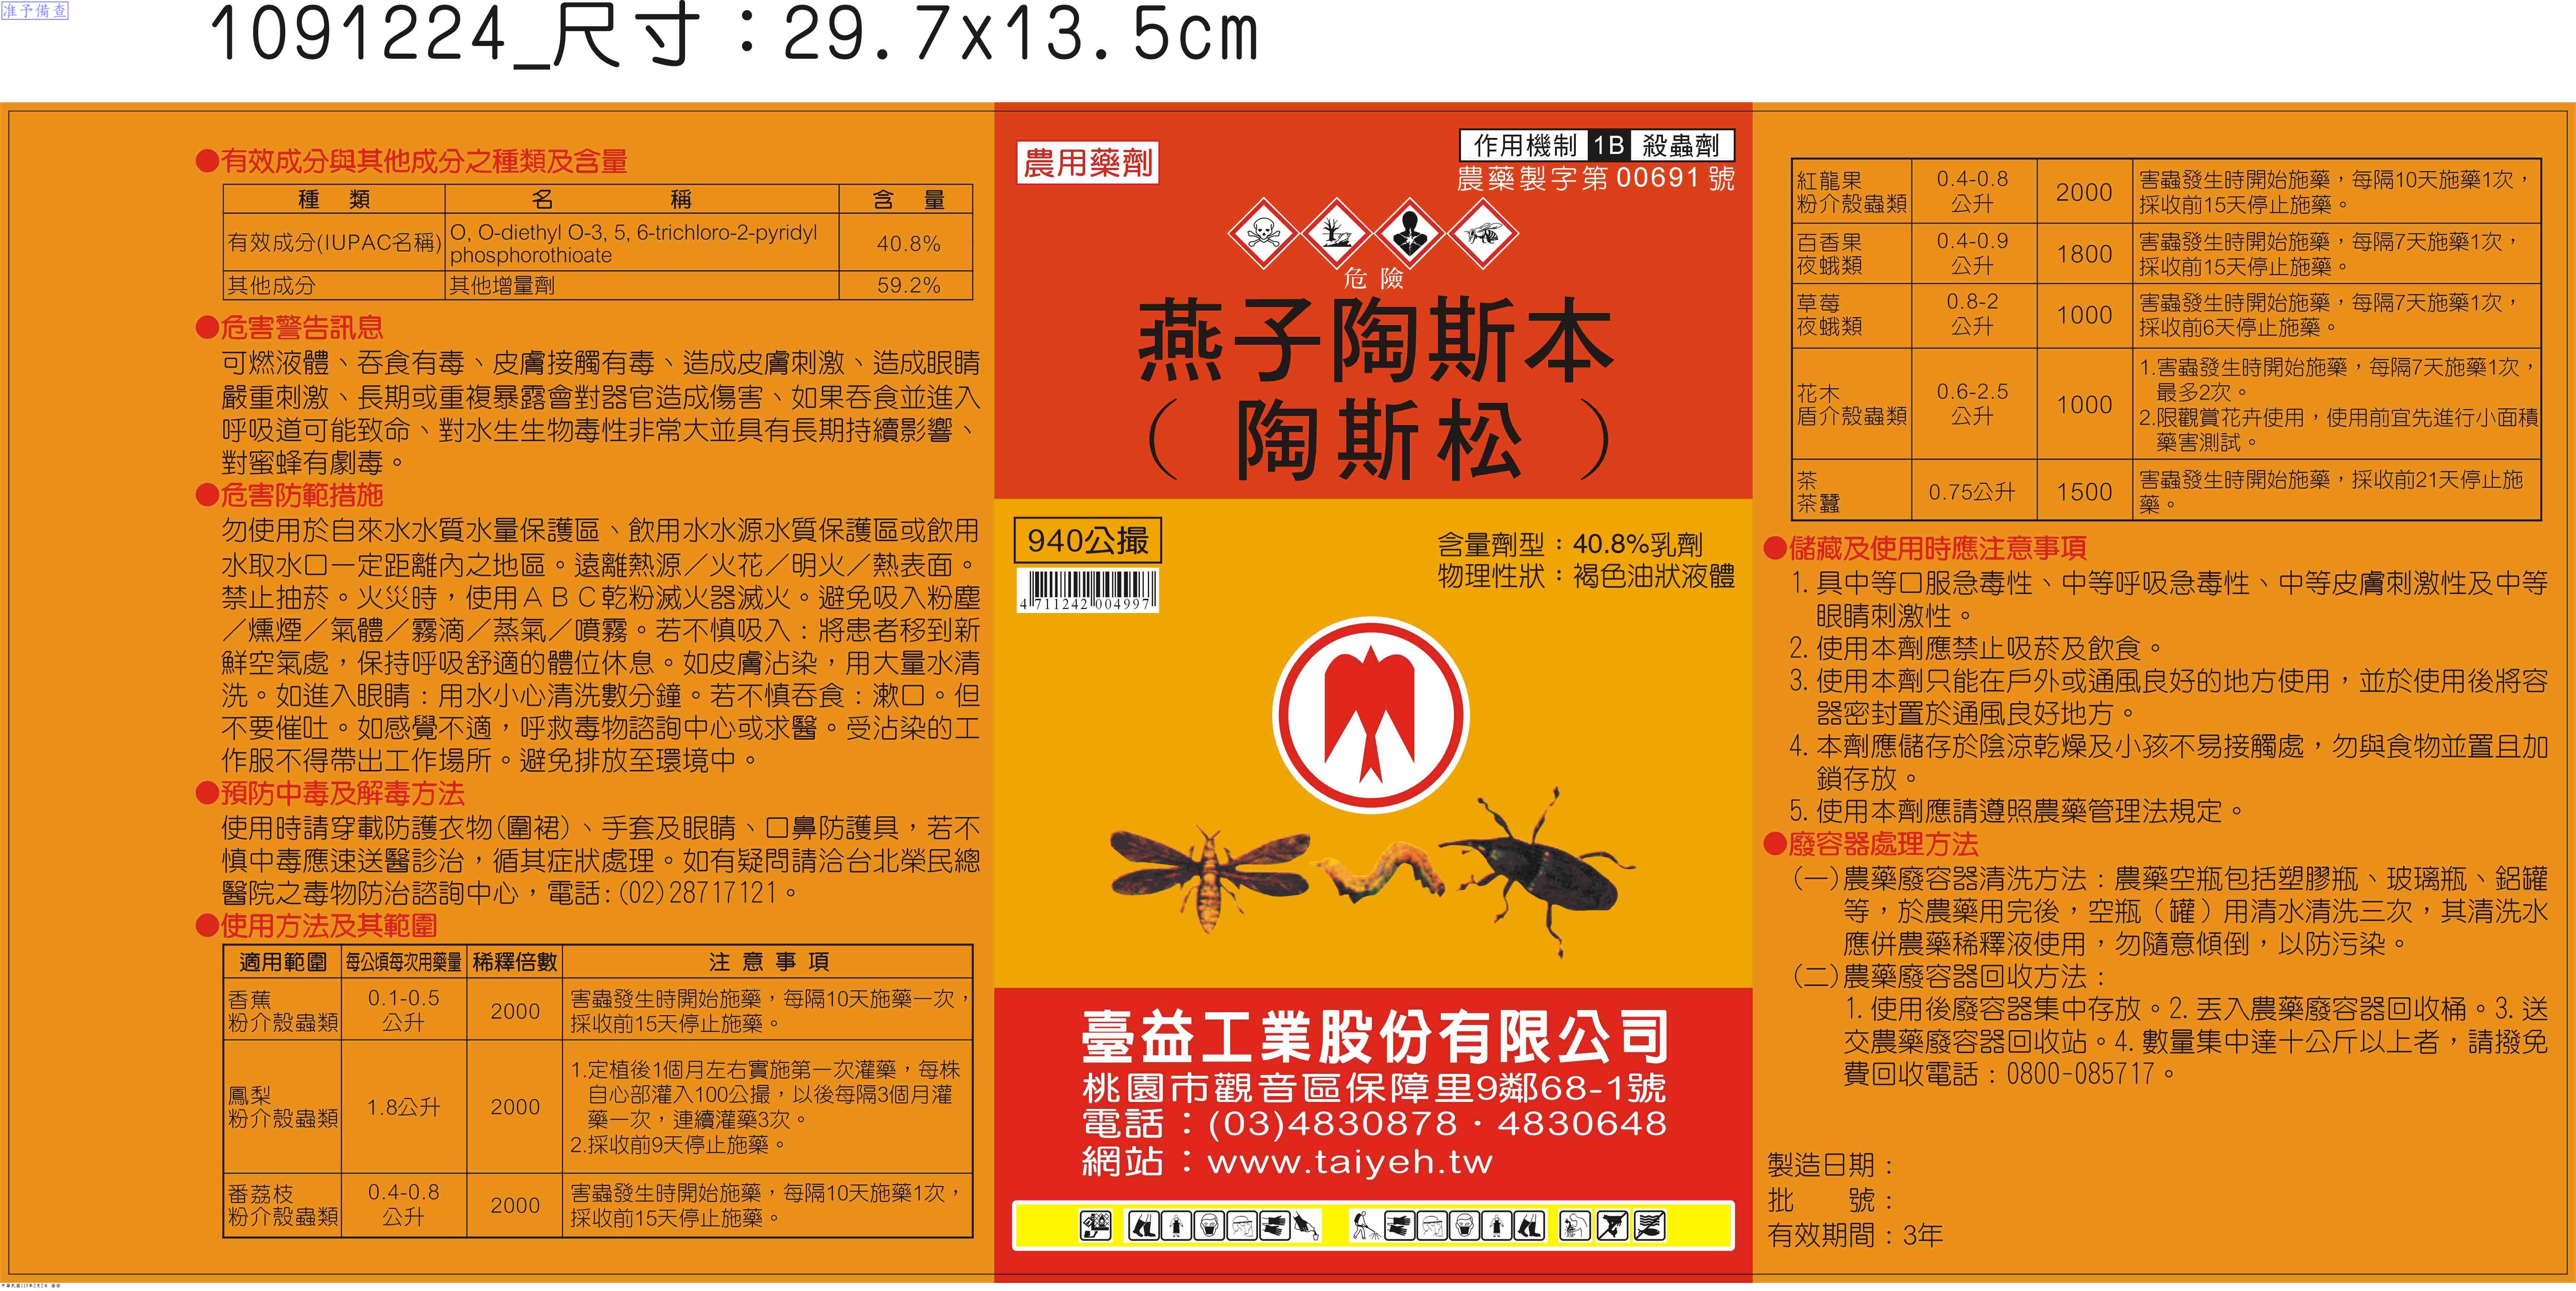 准予備查
1091224_尺寸：29.7x13.5cm
●有效成分與其他成分之種類及含量
種　類　名　稱　含　量
有效成分(IUPAC名稱)　O, O-diethyl O-3, 5, 6-trichloro-2-pyridyl　40.8%
phosphorothioate
其他成分　其他增量劑　59.2%
●危害警告訊息
可燃液體、吞食有毒、皮膚接觸有毒、造成皮膚刺激、造成眼睛
嚴重刺激、長期或重複暴露會對器官造成傷害、如果吞食並進入
呼吸道可能致命、對水生生物毒性非常大並具有長期持續影響、
對蜜蜂有劇毒。
●危害防範措施
勿使用於自來水水質水量保護區、飲用水水源水質保護區或飲用
水取水口一定距離內之地區。遠離熱源／火花／明火／熱表面。
禁止抽菸。火災時，使用ＡＢＣ乾粉滅火器滅火。避免吸入粉塵
／燻煙／氣體／霧滴／蒸氣／噴霧。若不慎吸入：將患者移到新
鮮空氣處，保持呼吸舒適的體位休息。如皮膚沾染，用大量水清
洗。如進入眼睛：用水小心清洗數分鐘。若不慎吞食：漱口。但
不要催吐。如感覺不適，呼救毒物諮詢中心或求醫。受沾染的工
作服不得帶出工作場所。避免排放至環境中。
●預防中毒及解毒方法
使用時請穿載防護衣物(圍裙)、手套及眼睛、口鼻防護具，若不
慎中毒應速送醫診治，循其症狀處理。如有疑問請洽台北榮民總
醫院之毒物防治諮詢中心，電話:(02)28717121。
●使用方法及其範圍
適用範圍　每公頃每次用藥量　稀釋倍數　注 意 事 項
香蕉　0.1-0.5　2000　害蟲發生時開始施藥，每隔10天施藥一次，
粉介殼蟲類　公升　採收前15天停止施藥。
鳳梨　1.8公升　2000　1.定植後1個月左右實施第一次灌藥，每株
粉介殼蟲類　自心部灌入100公撮，以後每隔3個月灌
藥一次，連續灌藥3次。
2.採收前9天停止施藥。
番荔枝　0.4-0.8　2000　害蟲發生時開始施藥，每隔10天施藥1次，
粉介殼蟲類　公升　採收前15天停止施藥。
農用藥劑
作用機制 1B 殺蟲劑
農藥製字第00691號
危險
燕子陶斯本
（陶斯松）
940公撮
4 711242 004997
含量劑型：40.8%乳劑
物理性狀：褐色油狀液體
臺益工業股份有限公司
桃園市觀音區保障里9鄰68-1號
電話：(03)4830878．4830648
網站：www.taiyeh.tw
紅龍果　0.4-0.8　2000　害蟲發生時開始施藥，每隔10天施藥1次，
粉介殼蟲類　公升　採收前15天停止施藥。
百香果　0.4-0.9　1800　害蟲發生時開始施藥，每隔7天施藥1次，
夜蛾類　公升　採收前15天停止施藥。
草莓　0.8-2　1000　害蟲發生時開始施藥，每隔7天施藥1次，
夜蛾類　公升　採收前6天停止施藥。
花木　0.6-2.5　1000　1.害蟲發生時開始施藥，每隔7天施藥1次，
盾介殼蟲類　公升　最多2次。
2.限觀賞花卉使用，使用前宜先進行小面積
藥害測試。
茶　0.75公升　1500　害蟲發生時開始施藥，採收前21天停止施
茶蠶　藥。
●儲藏及使用時應注意事項
1. 具中等口服急毒性、中等呼吸急毒性、中等皮膚刺激性及中等
眼睛刺激性。
2. 使用本劑應禁止吸菸及飲食。
3. 使用本劑只能在戶外或通風良好的地方使用，並於使用後將容
器密封置於通風良好地方。
4. 本劑應儲存於陰涼乾燥及小孩不易接觸處，勿與食物並置且加
鎖存放。
5. 使用本劑應請遵照農藥管理法規定。
●廢容器處理方法
(一)農藥廢容器清洗方法：農藥空瓶包括塑膠瓶、玻璃瓶、鋁罐
等，於農藥用完後，空瓶（罐）用清水清洗三次，其清洗水
應併農藥稀釋液使用，勿隨意傾倒，以防污染。
(二)農藥廢容器回收方法：
1. 使用後廢容器集中存放。2. 丟入農藥廢容器回收桶。3. 送
交農藥廢容器回收站。4. 數量集中達十公斤以上者，請撥免
費回收電話：0800-085717。
製造日期：
批　　號：
有效期間：3年